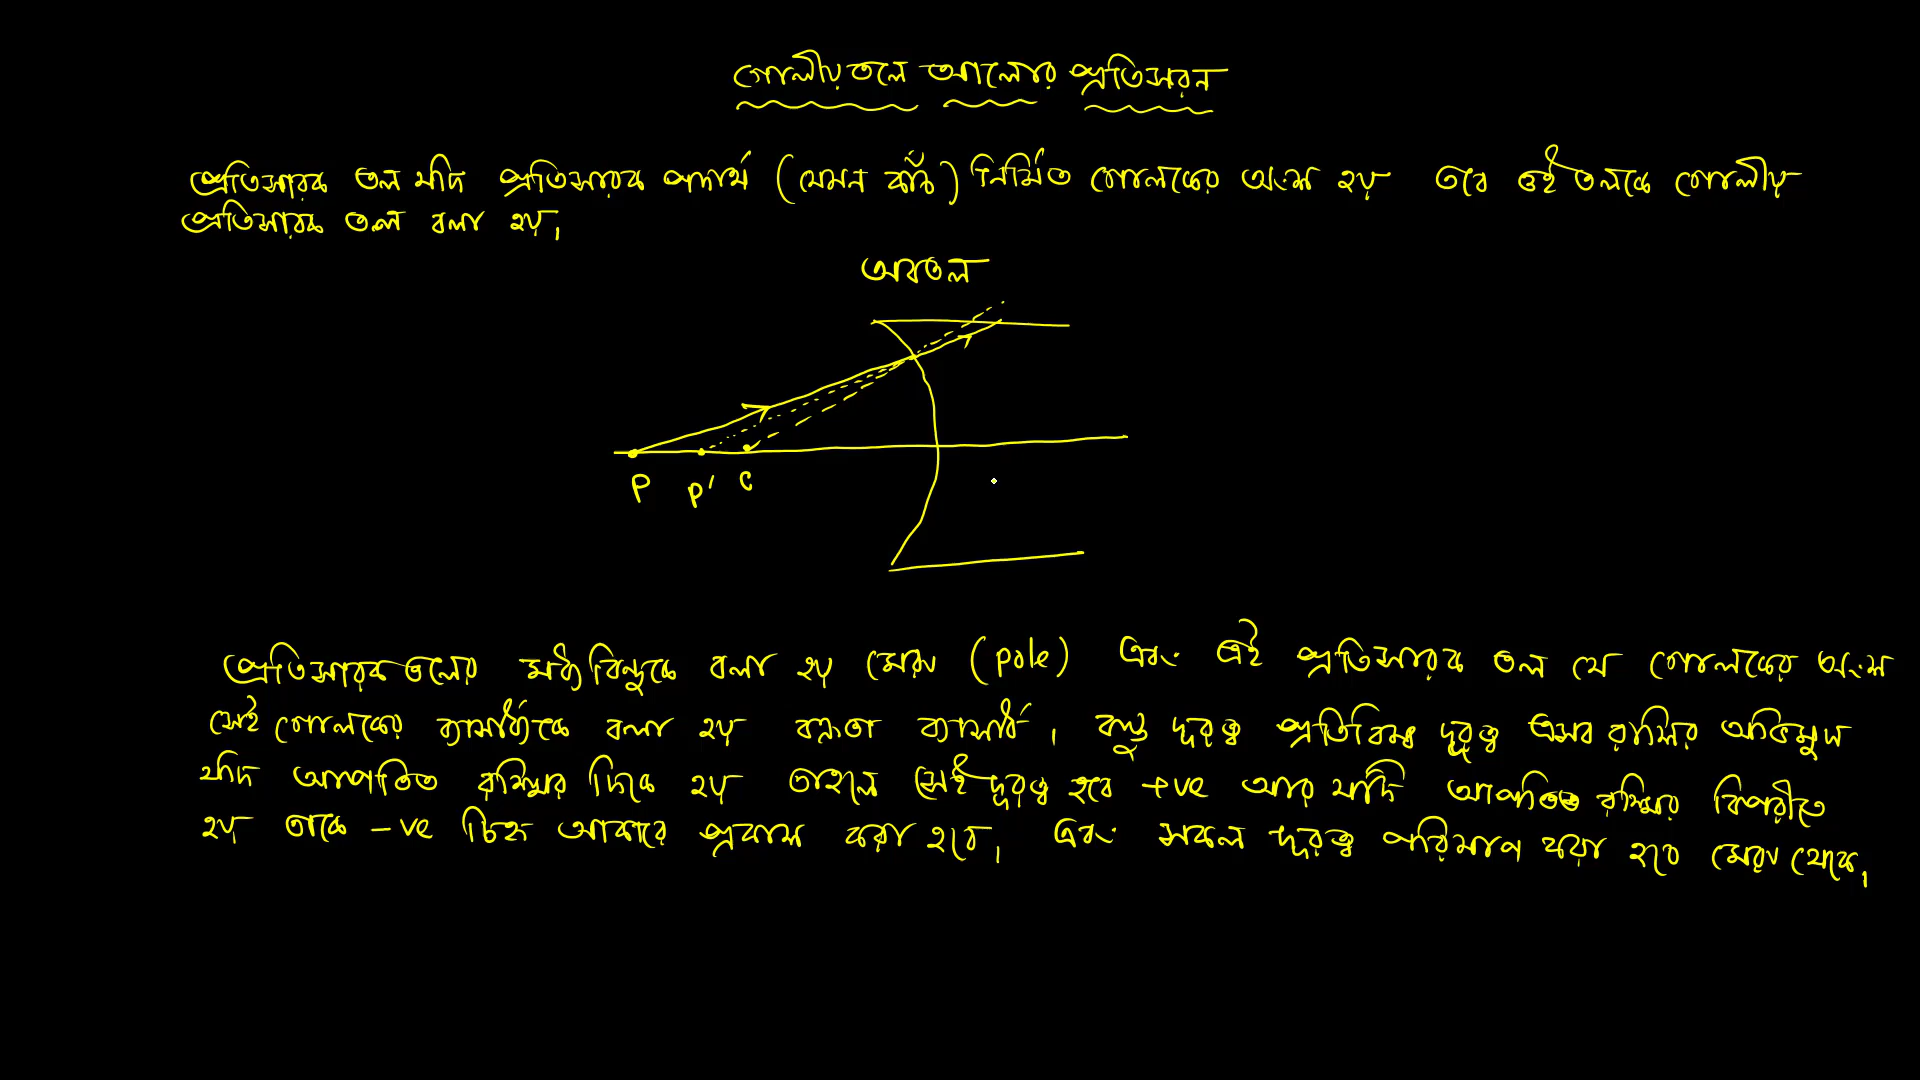 গোলীয়তলে আলোর প্রতিসরন
প্রতিসারক তল যদি প্রতিসারক পদার্থ (যেমন কাঁচ) নির্মিত গোলকের অংশ হয় তবে ওই তলকে গোলীয়
প্রতিসারক তল বলা হয়।
অবতল
P P' C
প্রতিসারক তলের মধ্যবিন্দুকে বলা হয় মেরু (pole) এবং এই প্রতিসারক তল যে গোলকের অংশ
সেই গোলকের ব্যাসার্ধকে বলা হয় বক্রতা ব্যাসার্ধ। বস্তু দূরত্ব প্রতিবিম্ব দূরত্ব এসব রাশির অভিমুখ
যদি আপতিত রশ্মির দিকে হয় তাহলে সেই দূরত্ব হবে +ve আর যদি আপতিত রশ্মির বিপরীতে
হয় তাকে -ve চিহ্ন আকারে প্রকাশ করা হবে। এবং সকল দূরত্ব পরিমাপ করা হবে মেরু থেকে।